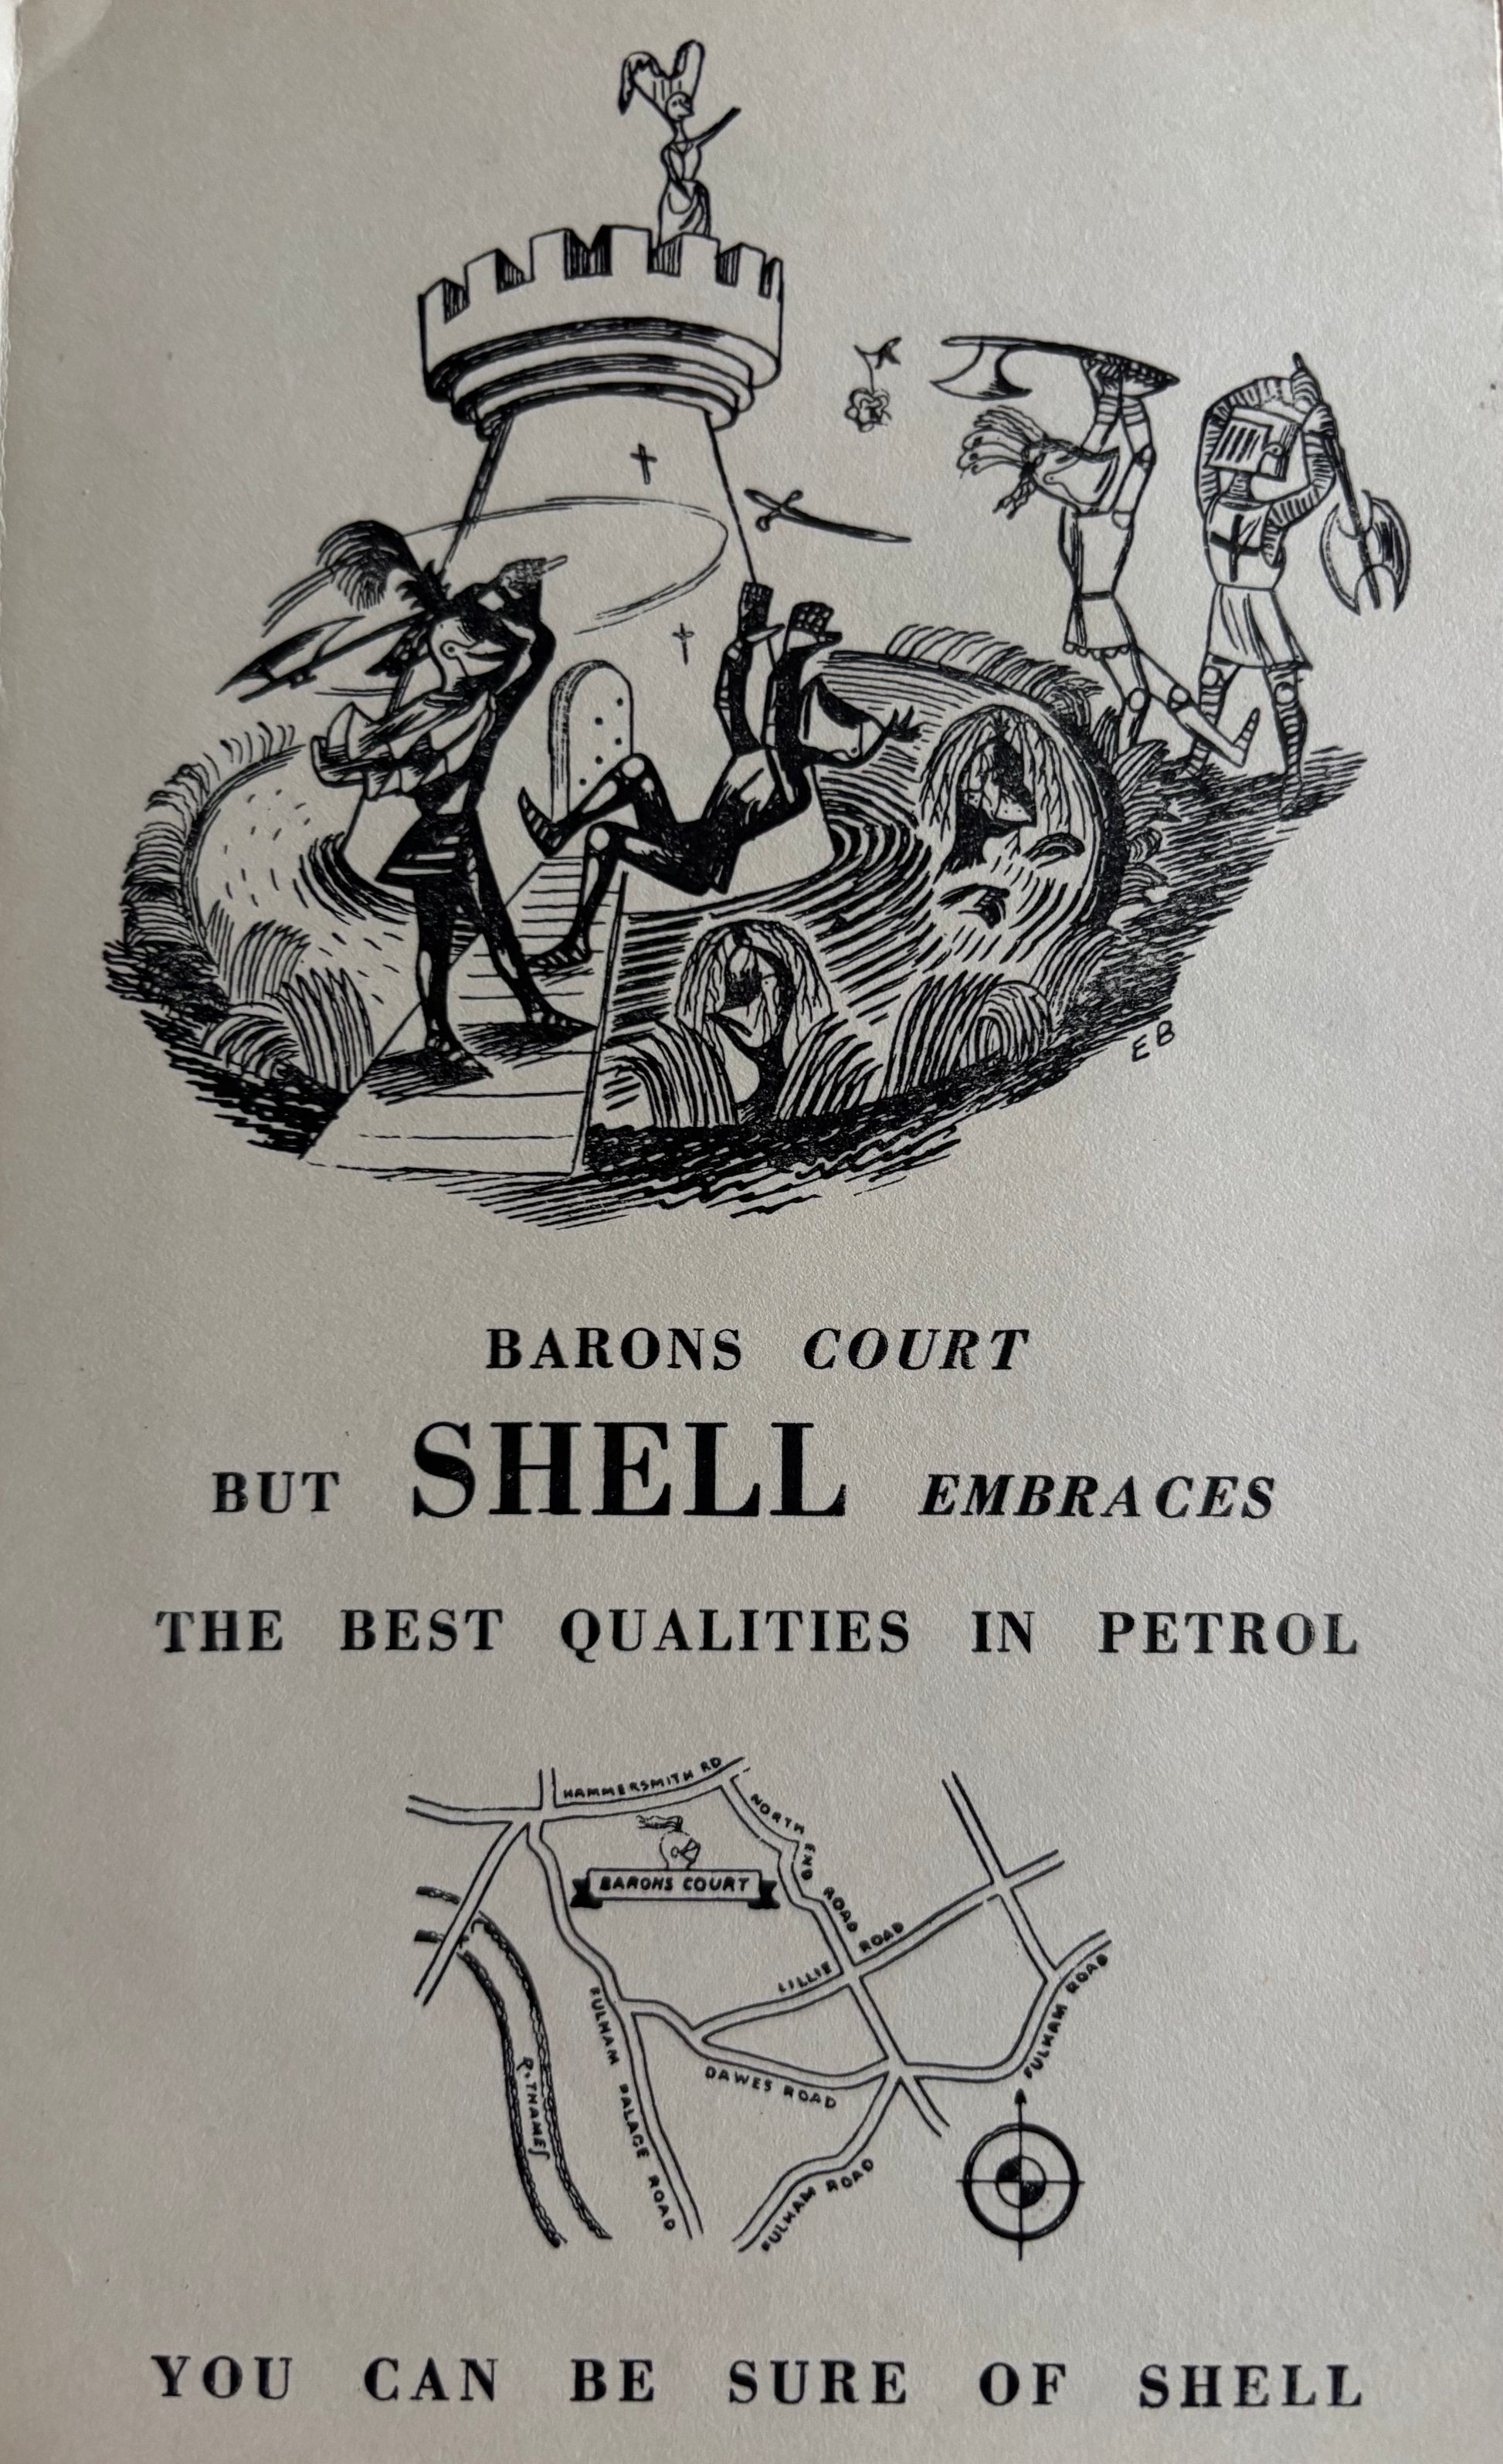 EB
BARONS COURT
BUT SHELL EMBRACES
THE BEST QUALITIES IN PETROL
HAMMERSMITH RD
NORTH END ROAD
BARONS COURT
LILLIE ROAD
FULHAM ROAD
FULHAM PALACE ROAD
DAWES ROAD
R. THAMES
FULHAM ROAD
YOU CAN BE SURE OF SHELL